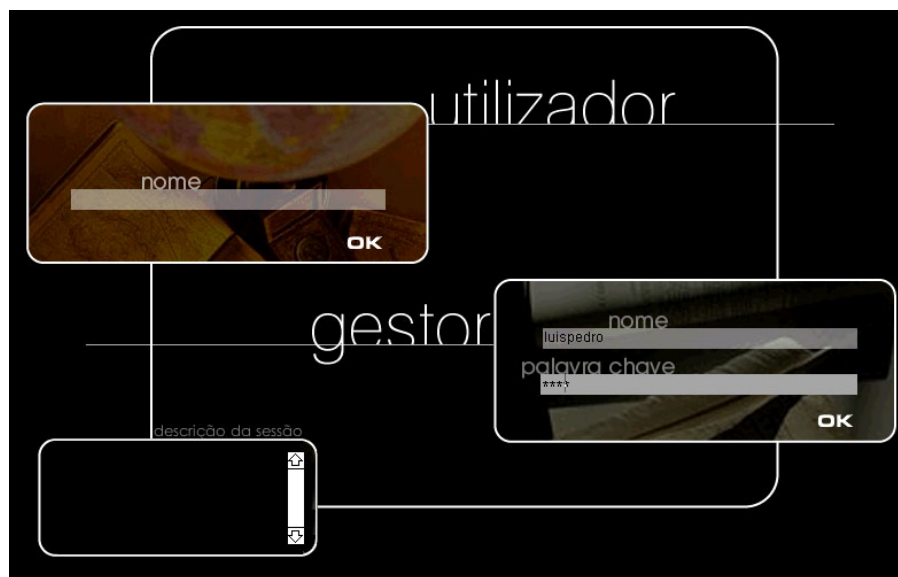 utilizador
nome
OK
gestor
nome
luispedro
palavra chave
****
OK
descrição da sessão